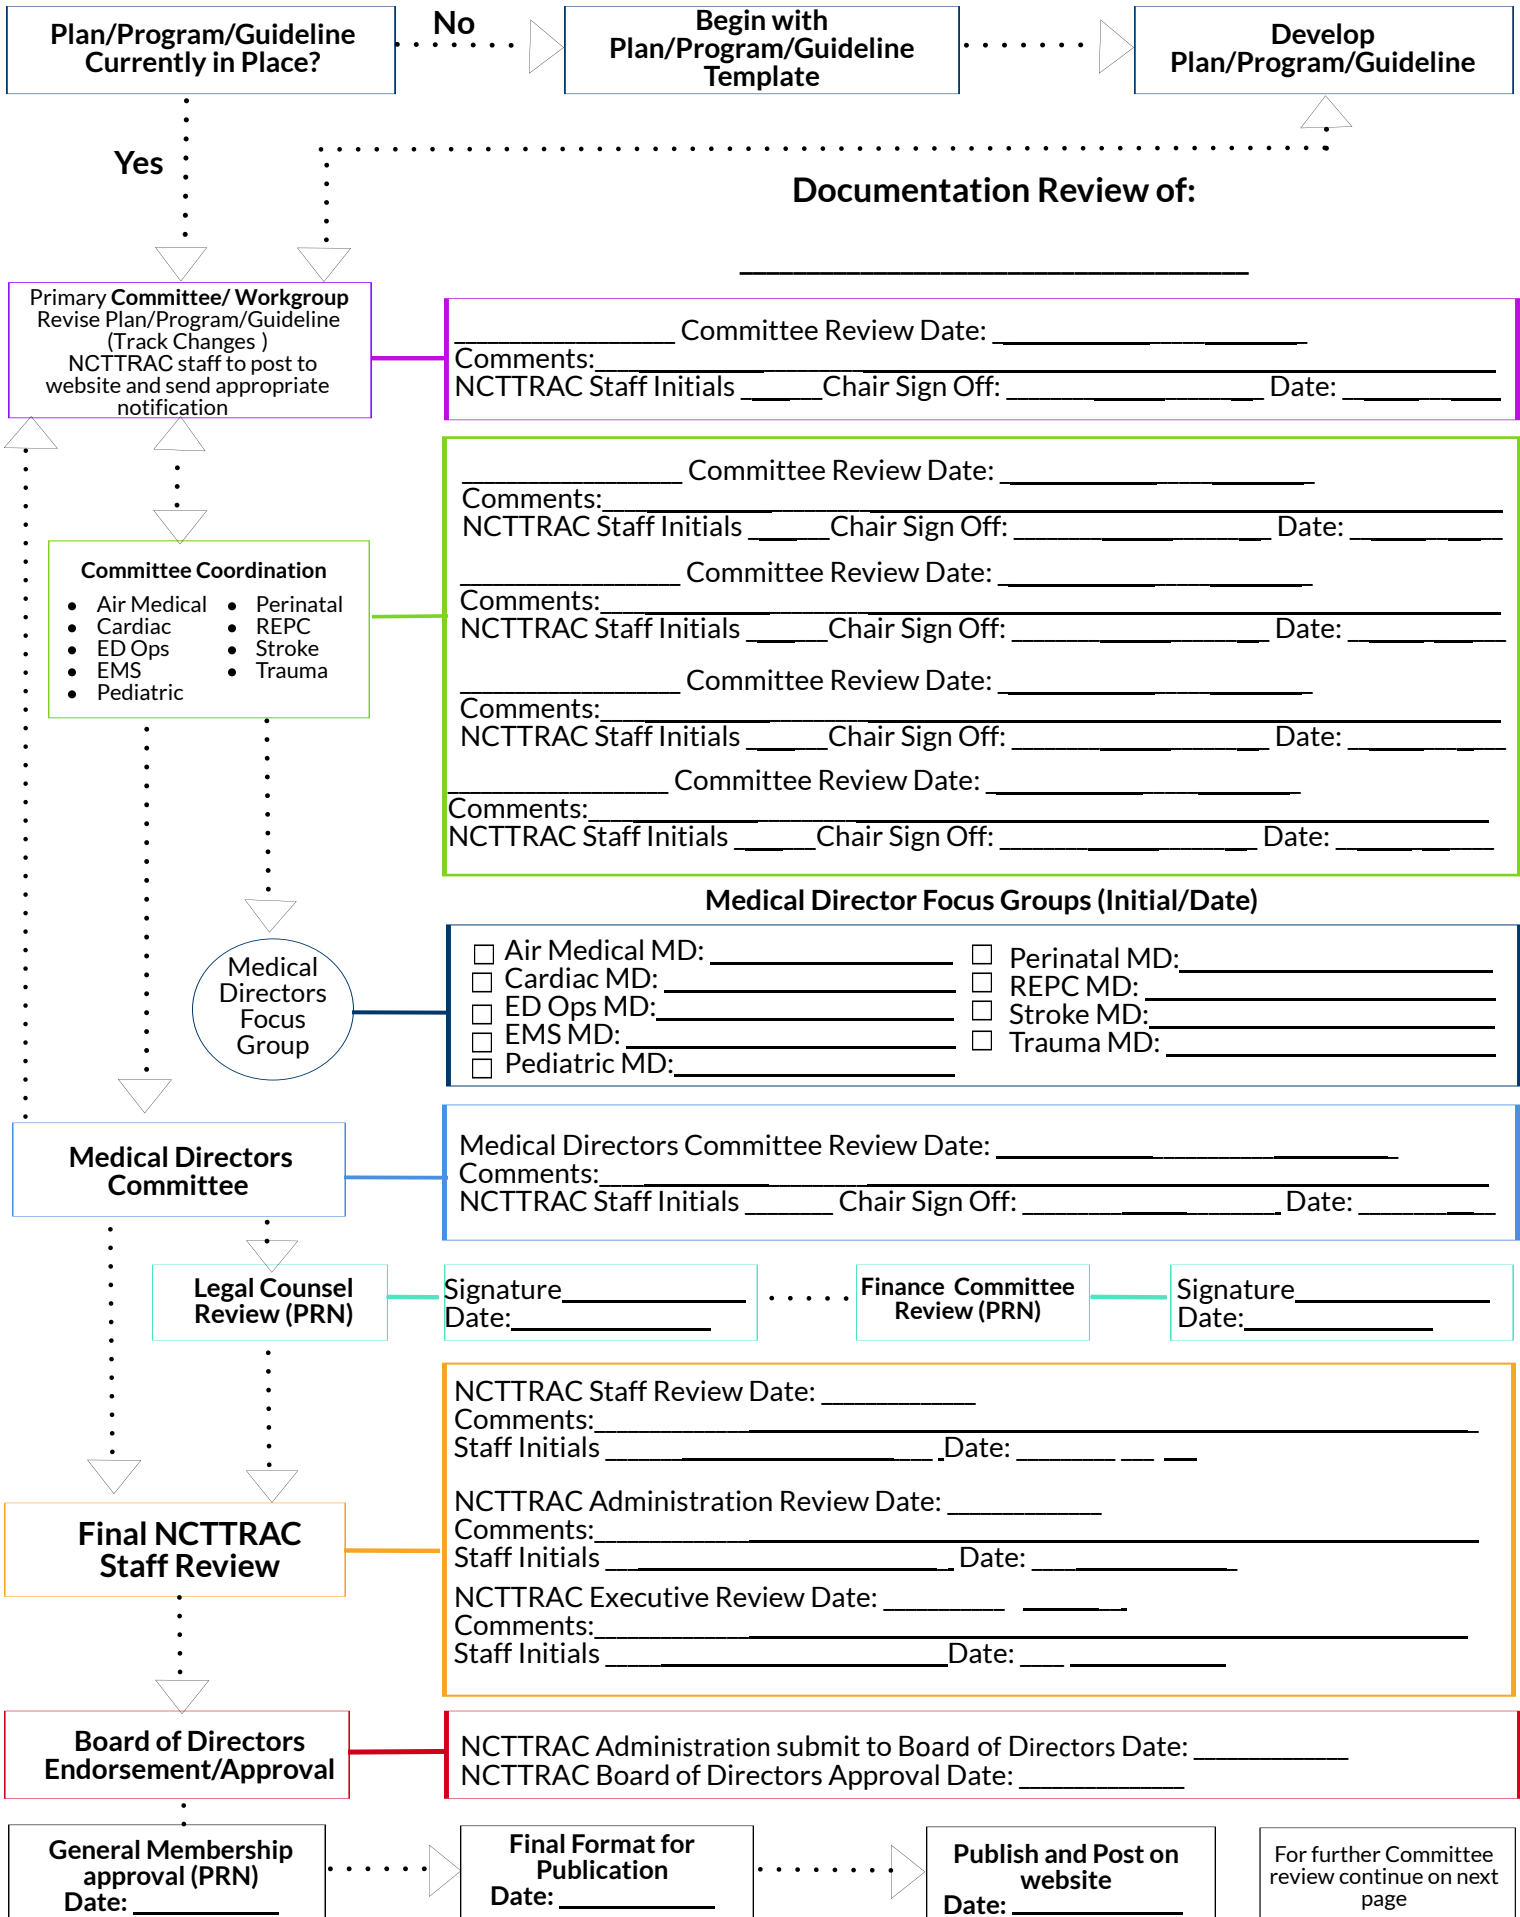 Plan/Program/Guideline
Currently in Place?
No
Begin with
Plan/Program/Guideline
Template
Develop
Plan/Program/Guideline
Yes
Documentation Review of:
Primary Committee/ Workgroup
Revise Plan/Program/Guideline
(Track Changes )
NCTTRAC staff to post to
website and send appropriate
notification
Committee Review Date:
Comments:
NCTTRAC Staff Initials Chair Sign Off: Date:
Committee Review Date:
Comments:
NCTTRAC Staff Initials Chair Sign Off: Date:
Committee Review Date:
Comments:
NCTTRAC Staff Initials Chair Sign Off: Date:
Committee Review Date:
Comments:
NCTTRAC Staff Initials Chair Sign Off: Date:
Committee Review Date:
Comments:
NCTTRAC Staff Initials Chair Sign Off: Date:
Committee Coordination
• Air Medical
• Cardiac
• ED Ops
• EMS
• Pediatric
• Perinatal
• REPC
• Stroke
• Trauma
Medical Director Focus Groups (Initial/Date)
Medical
Directors
Focus
Group
Air Medical MD:
Cardiac MD:
ED Ops MD:
EMS MD:
Pediatric MD:
Perinatal MD:
REPC MD:
Stroke MD:
Trauma MD:
Medical Directors
Committee
Medical Directors Committee Review Date:
Comments:
NCTTRAC Staff Initials Chair Sign Off: Date:
Legal Counsel
Review (PRN)
Signature
Date:
Finance Committee
Review (PRN)
Signature
Date:
Final NCTTRAC
Staff Review
NCTTRAC Staff Review Date:
Comments:
Staff Initials Date:
NCTTRAC Administration Review Date:
Comments:
Staff Initials Date:
NCTTRAC Executive Review Date:
Comments:
Staff Initials Date:
Board of Directors
Endorsement/Approval
NCTTRAC Administration submit to Board of Directors Date:
NCTTRAC Board of Directors Approval Date:
General Membership
approval (PRN)
Date:
Final Format for
Publication
Date:
Publish and Post on
website
Date:
For further Committee
review continue on next
page